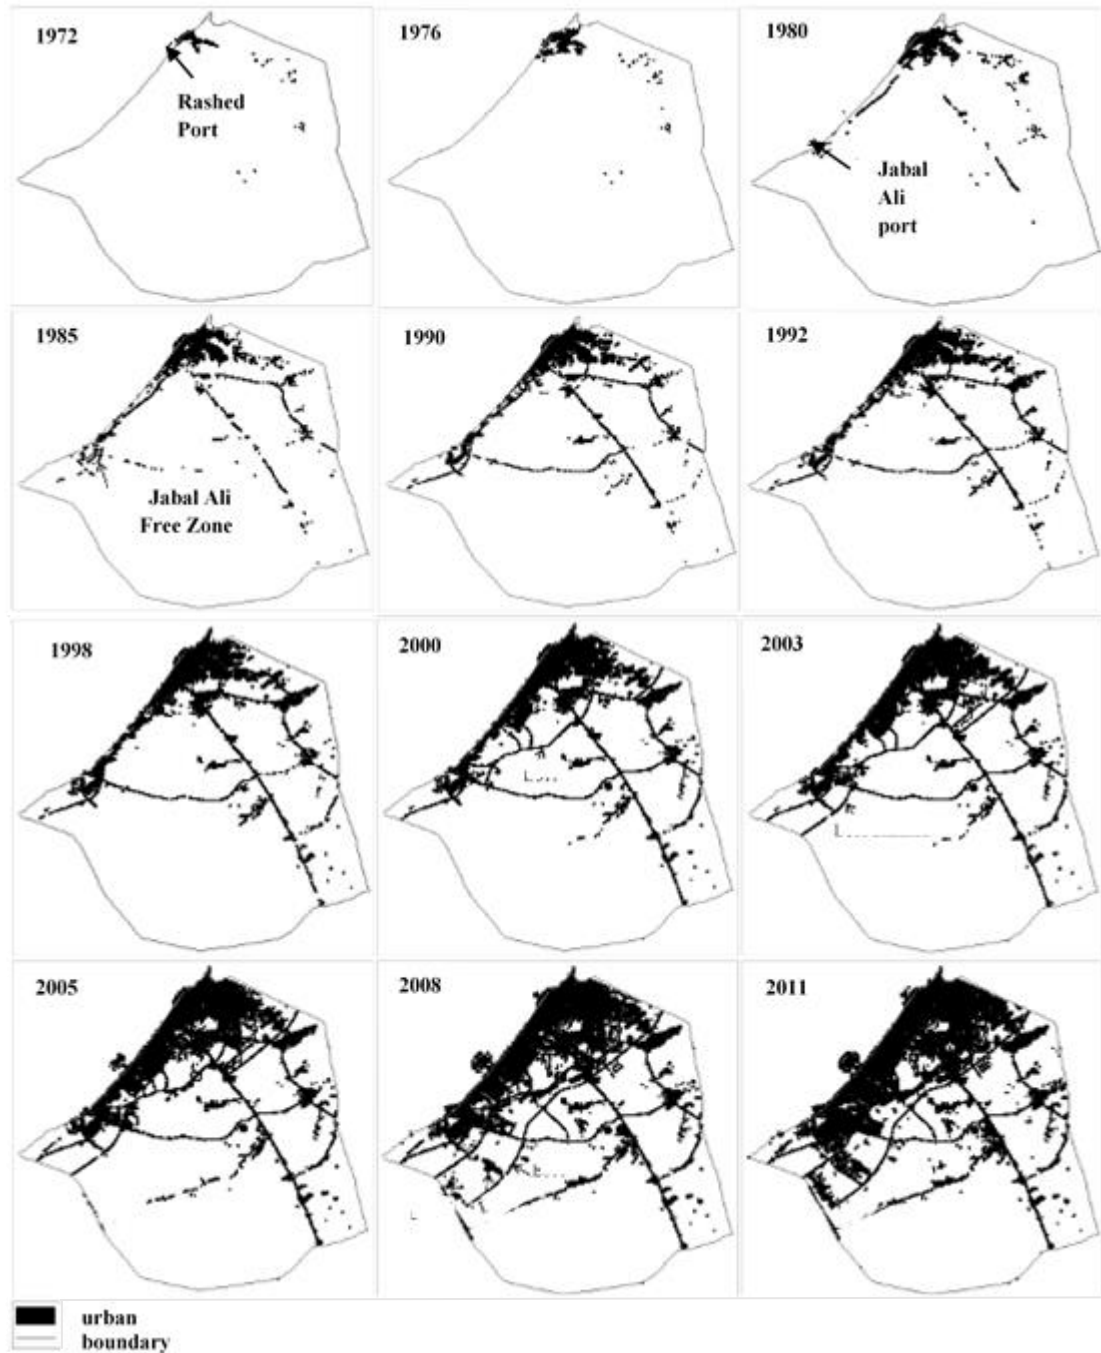 1972
Rashed
Port
1976
1980
Jabal
Ali
port
1985
Jabal Ali
Free Zone
1990
1992
1998
2000
2003
2005
2008
2011
urban
boundary